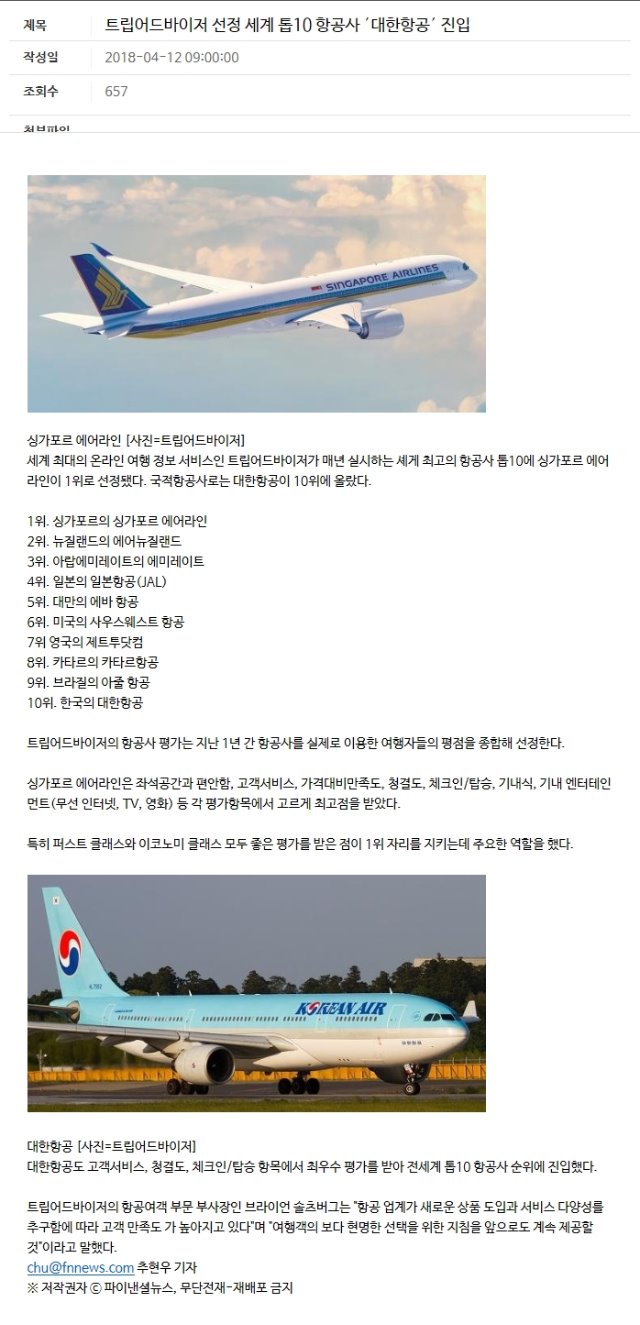 제목 트립어드바이저 선정 세계 톱10 항공사 ´대한항공´ 진입
작성일 2018-04-12 09:00:00
조회수 657
첨부파일
SINGAPORE AIRLINES
싱가포르 에어라인 [사진=트립어드바이저]
세계 최대의 온라인 여행 정보 서비스인 트립어드바이저가 매년 실시하는 세게 최고의 항공사 톱10에 싱가포르 에어
라인이 1위로 선정됐다. 국적항공사로는 대한항공이 10위에 올랐다.
1위. 싱가포르의 싱가포르 에어라인
2위. 뉴질랜드의 에어뉴질랜드
3위. 아랍에미레이트의 에미레이트
4위. 일본의 일본항공(JAL)
5위. 대만의 에바 항공
6위. 미국의 사우스웨스트 항공
7위 영국의 제트투닷컴
8위. 카타르의 카타르항공
9위. 브라질의 아줄 항공
10위. 한국의 대한항공
트립어드바이저의 항공사 평가는 지난 1년 간 항공사를 실제로 이용한 여행자들의 평점을 종합해 선정한다.
싱가포르 에어라인은 좌석공간과 편안함, 고객서비스, 가격대비만족도, 청결도, 체크인/탑승, 기내식, 기내 엔터테인
먼트(무선 인터넷, TV, 영화) 등 각 평가항목에서 고르게 최고점을 받았다.
특히 퍼스트 클래스와 이코노미 클래스 모두 좋은 평가를 받은 점이 1위 자리를 지키는데 주요한 역할을 했다.
KOREAN AIR
대한항공 [사진=트립어드바이저]
대한항공도 고객서비스, 청결도, 체크인/탑승 항목에서 최우수 평가를 받아 전세계 톱10 항공사 순위에 진입했다.
트립어드바이저의 항공여객 부문 부사장인 브라이언 솔츠버그는 "항공 업계가 새로운 상품 도입과 서비스 다양성를
추구함에 따라 고객 만족도 가 높아지고 있다"며 "여행객의 보다 현명한 선택을 위한 지침을 앞으로도 계속 제공할
것"이라고 말했다.
chu@fnnews.com 추현우 기자
※ 저작권자 ⓒ 파이낸셜뉴스, 무단전재-재배포 금지